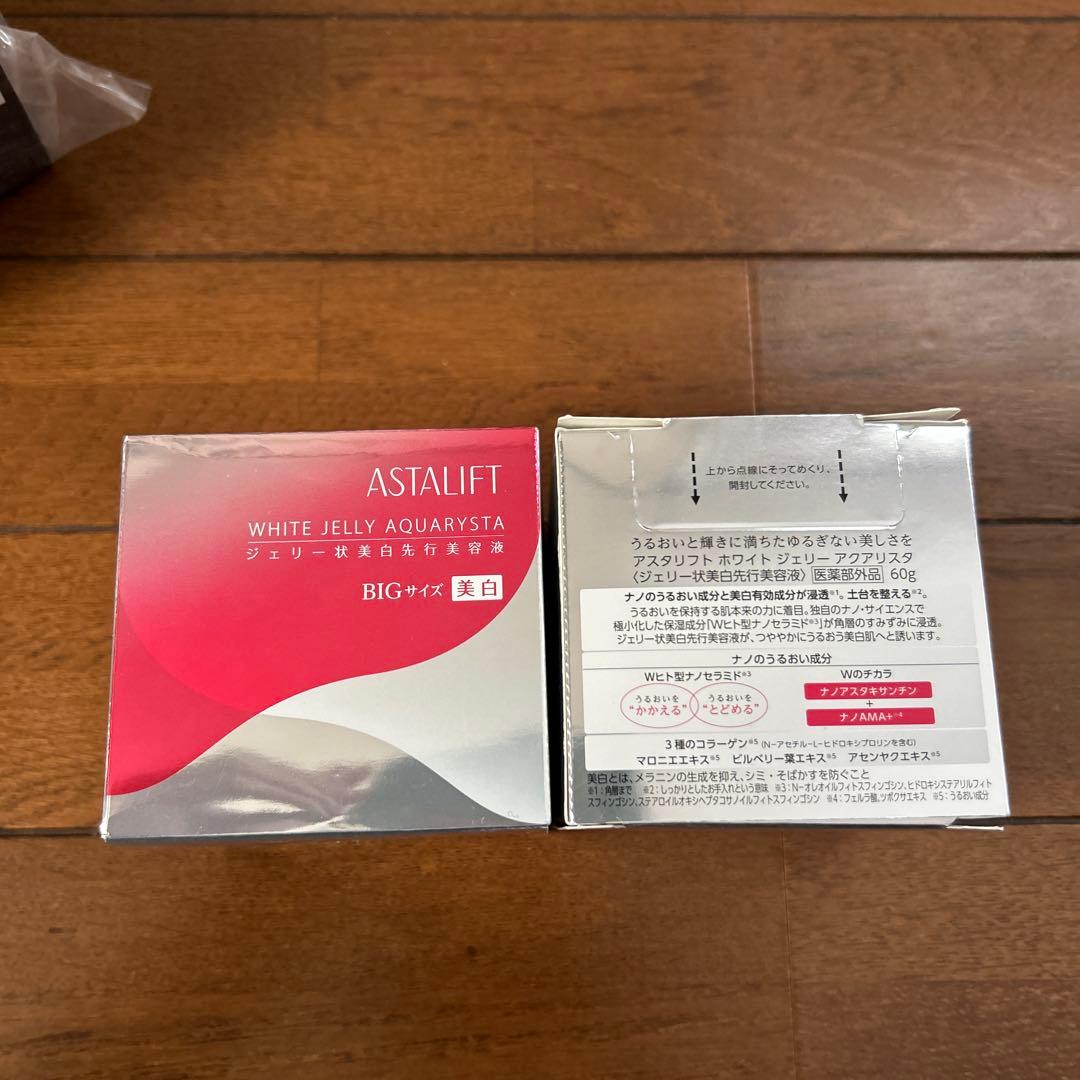 ASTALIFT
WHITE JELLY AQUARYSTA
ジェリー状美白先行美容液
BIGサイズ 美白
上から点線にそってめくり、
開封してください。
うるおいと輝きに満ちたゆるぎない美しさを
アスタリフト ホワイト ジェリー アクアリスタ
〈ジェリー状美白先行美容液〉 医薬部外品 60g
ナノのうるおい成分と美白有効成分が浸透※1。土台を整える※2。
うるおいを保持する肌本来の力に着目。独自のナノ・サイエンスで
極小化した保湿成分「Wヒト型ナノセラミド※3」が角層のすみずみに浸透。
ジェリー状美白先行美容液が、つややかにうるおう美白肌へと誘います。
ナノのうるおい成分
Wヒト型ナノセラミド※3
うるおいを
“かかえる”
うるおいを
“とどめる”
Wのチカラ
ナノアスタキサンチン
+
ナノAMA+※4
3種のコラーゲン※5 (N-アセチル-L-ヒドロキシプロリンを含む)
マロニエエキス※5 ビルベリー葉エキス※5 アセンヤクエキス※5
美白とは、メラニンの生成を抑え、シミ・そばかすを防ぐこと
※1：角層まで ※2：しっかりとしたお手入れという意味 ※3：N-オレオイルフィトスフィンゴシン、ヒドロキシステアリルフィト
スフィンゴシン、ステアロイルオキシヘプタコサノイルフィトスフィンゴシン ※4：フェルラ酸、ツボクサエキス ※5：うるおい成分